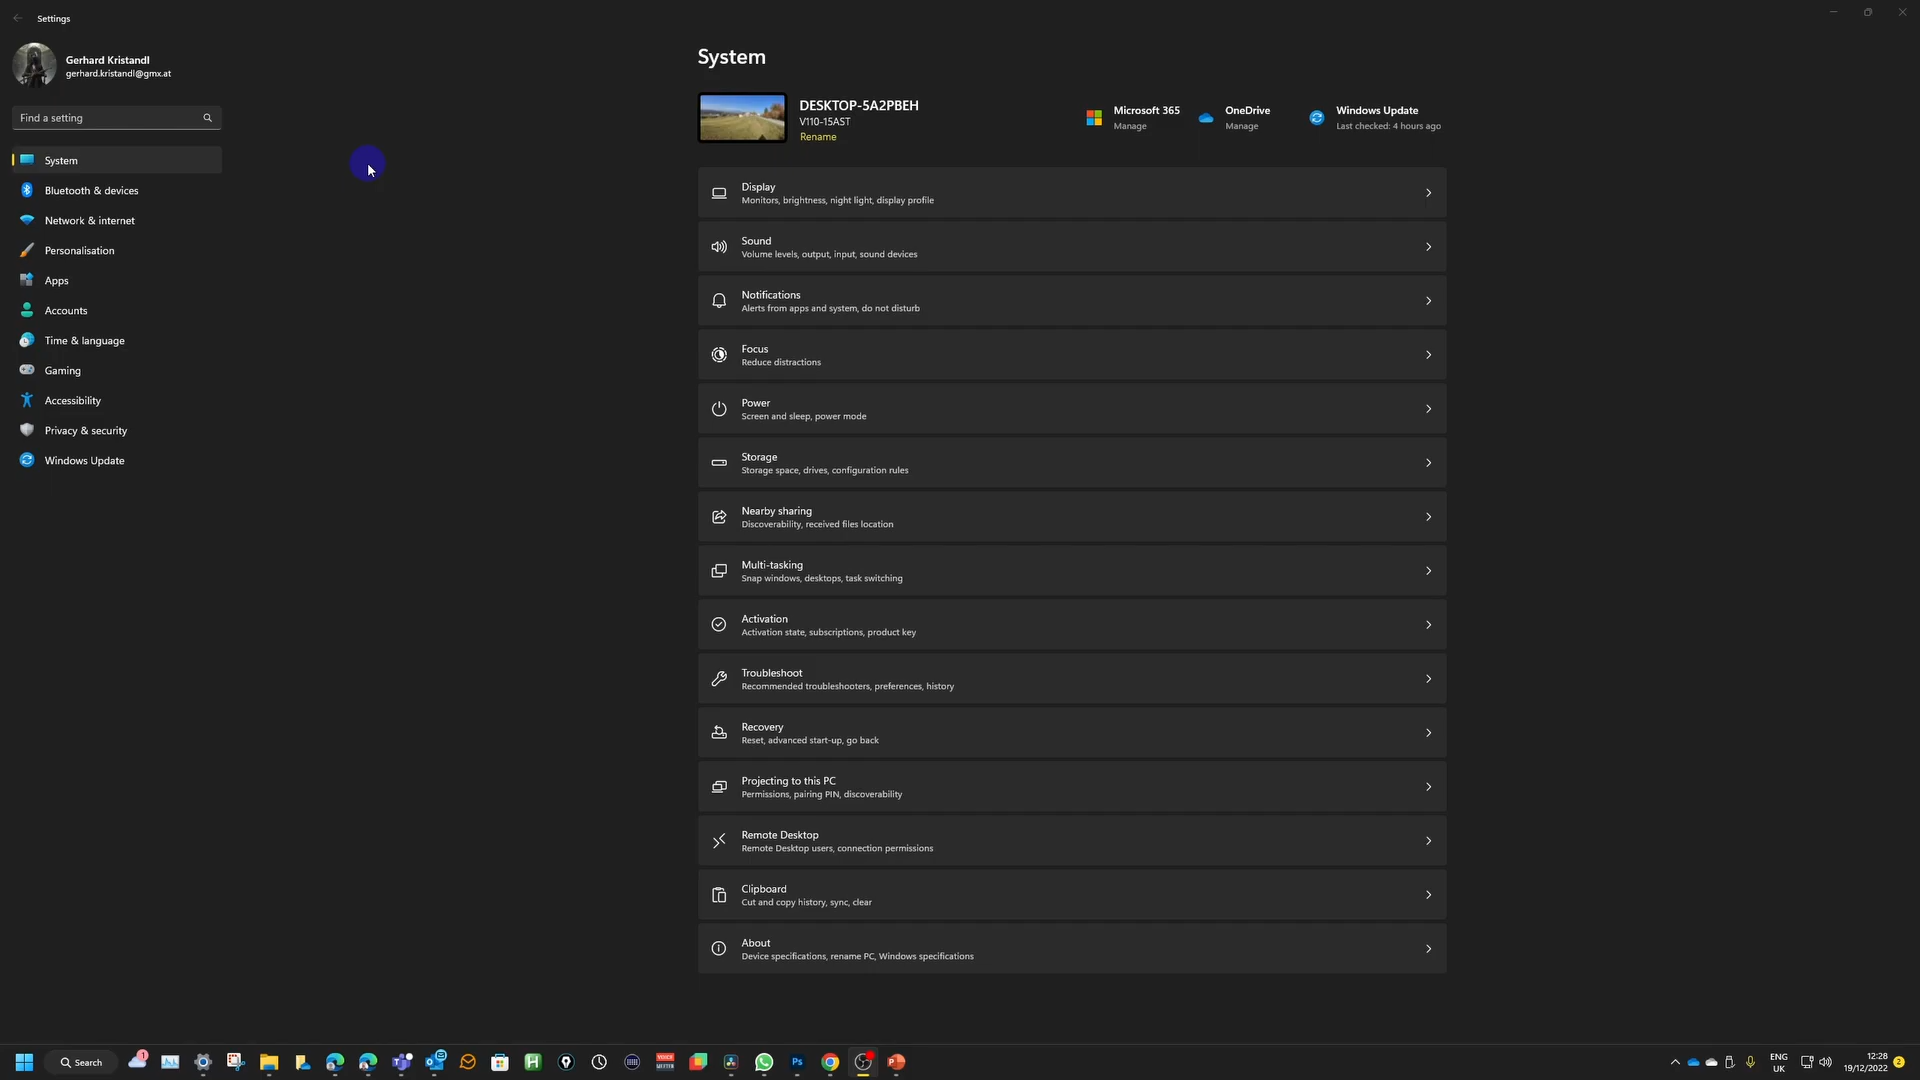 Settings
Gerhard Kristandl
gerhard.kristandl@gmx.at
Find a setting
System
Bluetooth & devices
Network & internet
Personalisation
Apps
Accounts
Time & language
Gaming
Accessibility
Privacy & security
Windows Update
System
DESKTOP-5A2PBEH
V110-15AST
Rename
Microsoft 365
Manage
OneDrive
Manage
Windows Update
Last checked: 4 hours ago
Display
Monitors, brightness, night light, display profile
Sound
Volume levels, output, input, sound devices
Notifications
Alerts from apps and system, do not disturb
Focus
Reduce distractions
Power
Screen and sleep, power mode
Storage
Storage space, drives, configuration rules
Nearby sharing
Discoverability, received files location
Multi-tasking
Snap windows, desktops, task switching
Activation
Activation state, subscriptions, product key
Troubleshoot
Recommended troubleshooters, preferences, history
Recovery
Reset, advanced start-up, go back
Projecting to this PC
Permissions, pairing PIN, discoverability
Remote Desktop
Remote Desktop users, connection permissions
Clipboard
Cut and copy history, sync, clear
About
Device specifications, rename PC, Windows specifications
Search
1
H
Ps
ENG
UK
12:28
19/12/2022
2